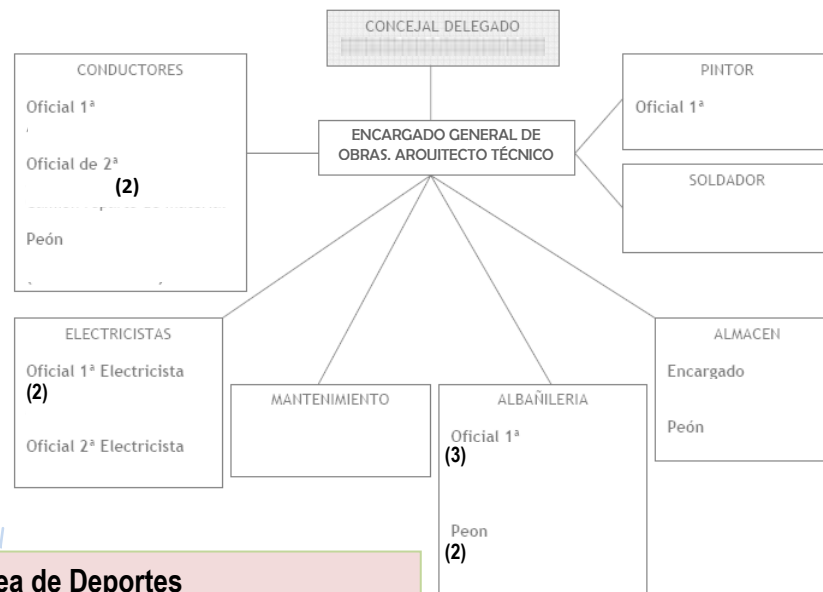 CONCEJAL DELEGADO
CONDUCTORES
Oficial 1ª
Oficial de 2ª
(2)
Peón
ENCARGADO GENERAL DE
OBRAS. AROUITECTO TÉCNICO
PINTOR
Oficial 1ª
SOLDADOR
ELECTRICISTAS
Oficial 1ª Electricista
(2)
Oficial 2ª Electricista
MANTENIMIENTO
ALBAÑILERIA
Oficial 1ª
(3)
Peon
(2)
ALMACEN
Encargado
Peón
ea de Deportes